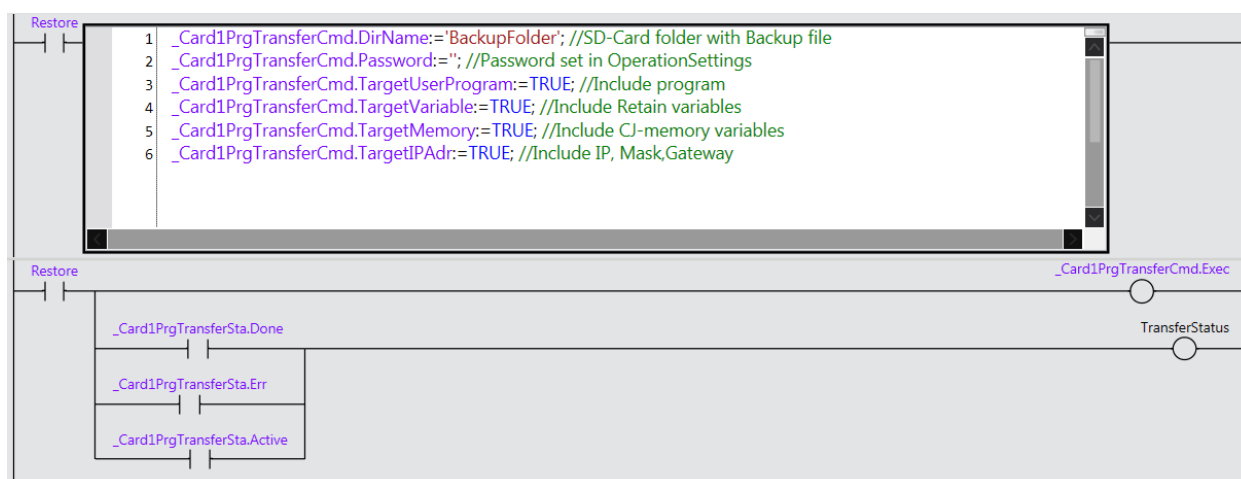 Restore
1 _Card1PrgTransferCmd.DirName:='BackupFolder'; //SD-Card folder with Backup file
2 _Card1PrgTransferCmd.Password:=''; //Password set in OperationSettings
3 _Card1PrgTransferCmd.TargetUserProgram:=TRUE; //Include program
4 _Card1PrgTransferCmd.TargetVariable:=TRUE; //Include Retain variables
5 _Card1PrgTransferCmd.TargetMemory:=TRUE; //Include CJ-memory variables
6 _Card1PrgTransferCmd.TargetIPAdr:=TRUE; //Include IP, Mask,Gateway
Restore
_Card1PrgTransferCmd.Exec
_Card1PrgTransferSta.Done
TransferStatus
_Card1PrgTransferSta.Err
_Card1PrgTransferSta.Active